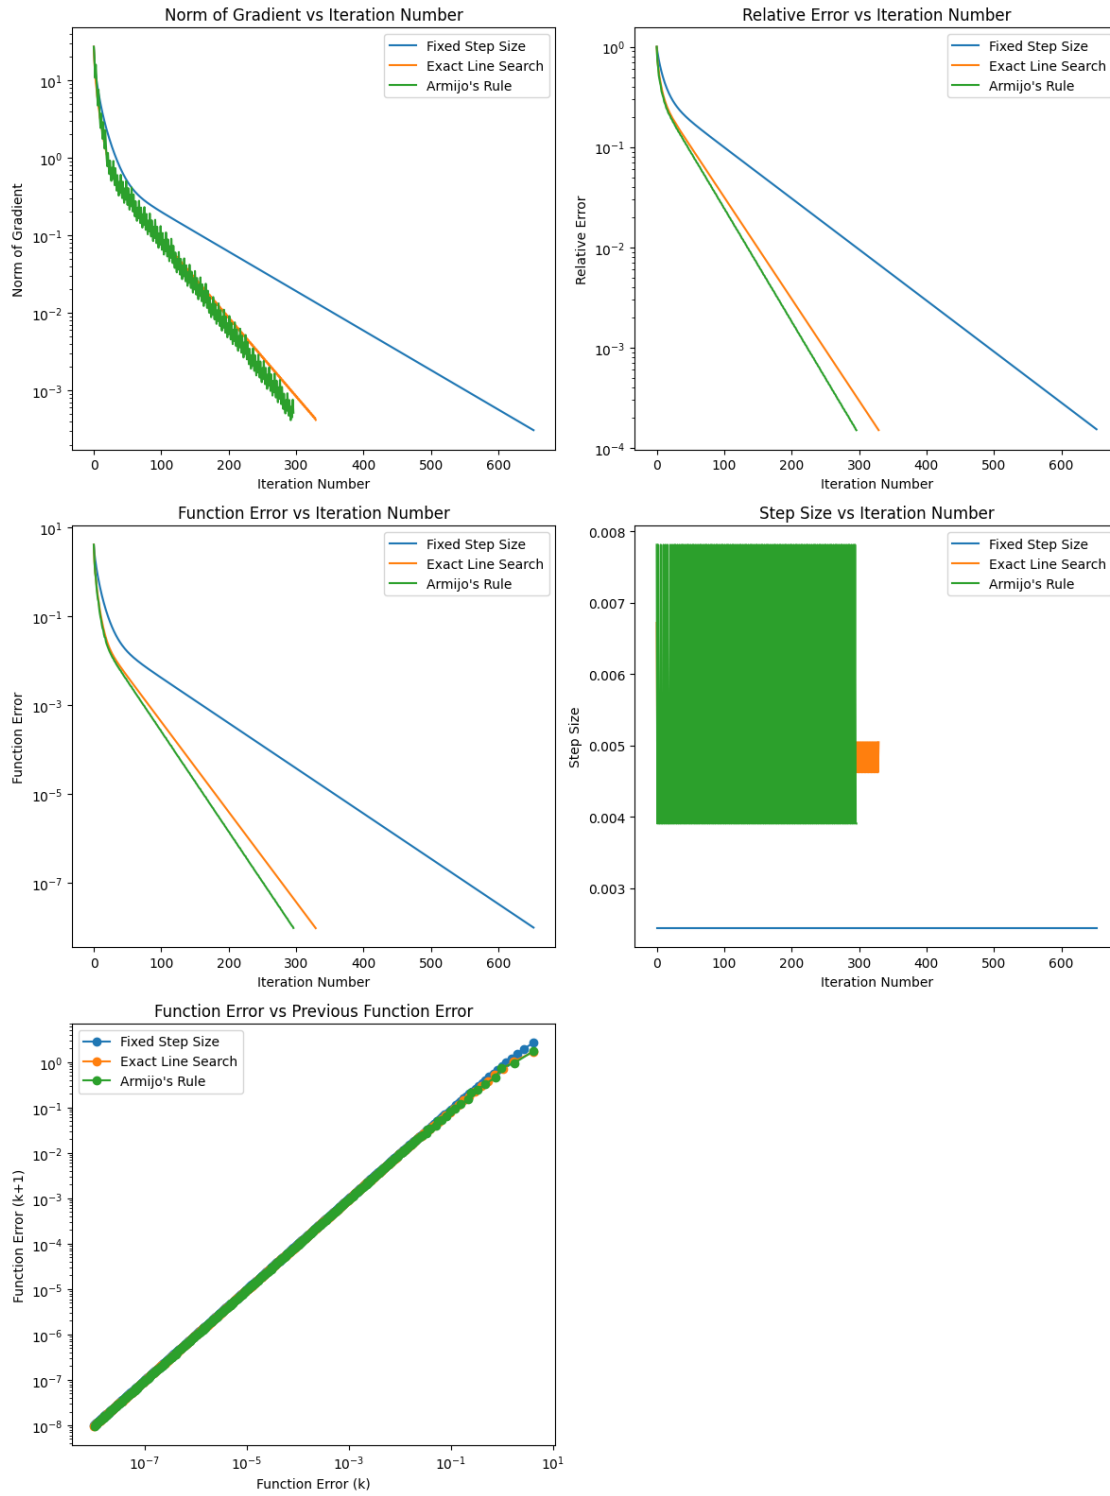 Norm of Gradient vs Iteration Number
Fixed Step Size
Exact Line Search
Armijo's Rule
10^1
10^0
10^-1
10^-2
10^-3
Norm of Gradient
0 100 200 300 400 500 600
Iteration Number
Relative Error vs Iteration Number
Fixed Step Size
Exact Line Search
Armijo's Rule
10^0
10^-1
10^-2
10^-3
10^-4
Relative Error
0 100 200 300 400 500 600
Iteration Number
Function Error vs Iteration Number
Fixed Step Size
Exact Line Search
Armijo's Rule
10^1
10^-1
10^-3
10^-5
10^-7
Function Error
0 100 200 300 400 500 600
Iteration Number
Step Size vs Iteration Number
Fixed Step Size
Exact Line Search
Armijo's Rule
0.008
0.007
0.006
0.005
0.004
0.003
Step Size
0 100 200 300 400 500 600
Iteration Number
Function Error vs Previous Function Error
Fixed Step Size
Exact Line Search
Armijo's Rule
10^0
10^-1
10^-2
10^-3
10^-4
10^-5
10^-6
10^-7
10^-8
Function Error (k+1)
10^-7 10^-5 10^-3 10^-1 10^1
Function Error (k)